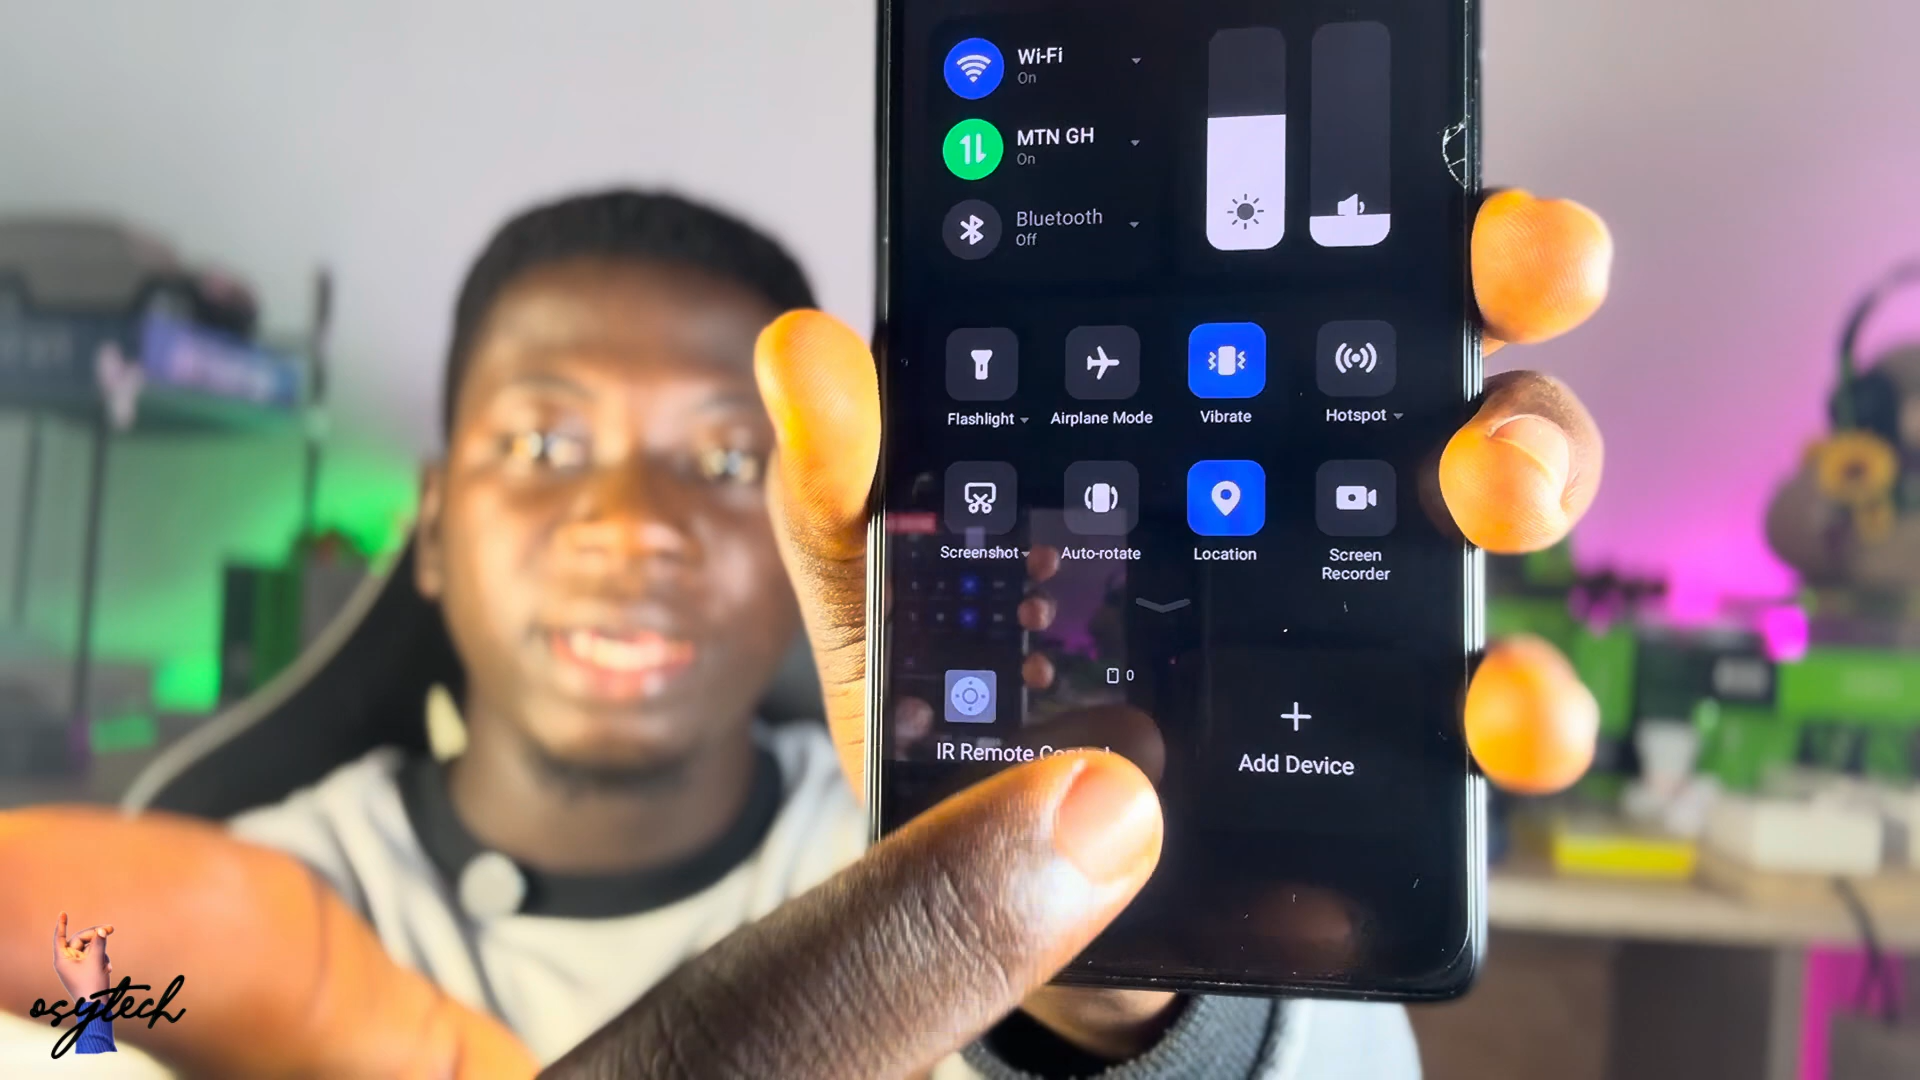 Wi-Fi
On
MTN GH
On
Bluetooth
Off
Flashlight
Airplane Mode
Vibrate
Hotspot
Screenshot
Auto-rotate
Location
Screen
Recorder
0
IR Remote Control
Add Device
osytech